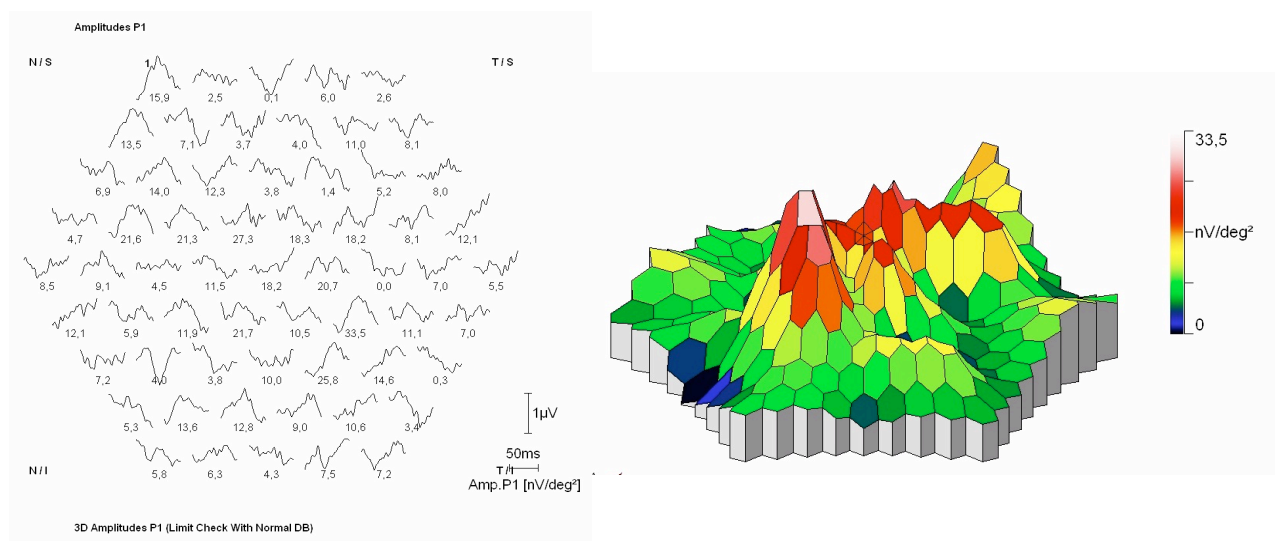 Amplitudes P1
N / S
T / S
1
15,9 2,5 0,1 6,0 2,6
13,5 7,1 3,7 4,0 11,0 8,1
6,9 14,0 12,3 3,8 1,4 5,2 8,0
4,7 21,6 21,3 27,3 18,3 18,2 8,1 12,1
8,5 9,1 4,5 11,5 18,2 20,7 0,0 7,0 5,5
12,1 5,9 11,9 21,7 10,5 33,5 11,1 7,0
7,2 4,0 3,8 10,0 25,8 14,6 0,3
5,3 13,6 12,8 9,0 10,6 3,4
5,8 6,3 4,3 7,5 7,2
1µV
50ms
N / I
T / I
Amp.P1 [nV/deg²]
3D Amplitudes P1 (Limit Check With Normal DB)
33,5
nV/deg²
0